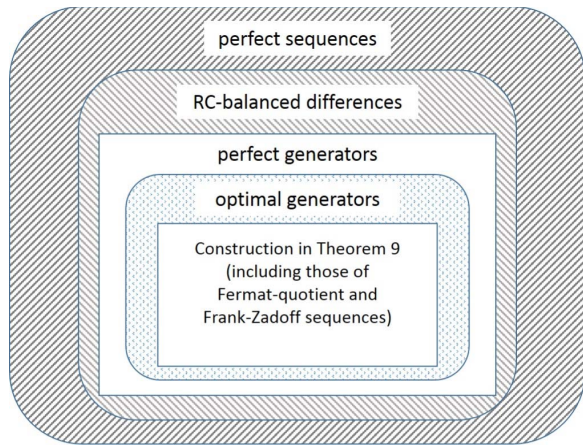 perfect sequences
RC-balanced differences
perfect generators
optimal generators
Construction in Theorem 9
(including those of
Fermat-quotient and
Frank-Zadoff sequences)